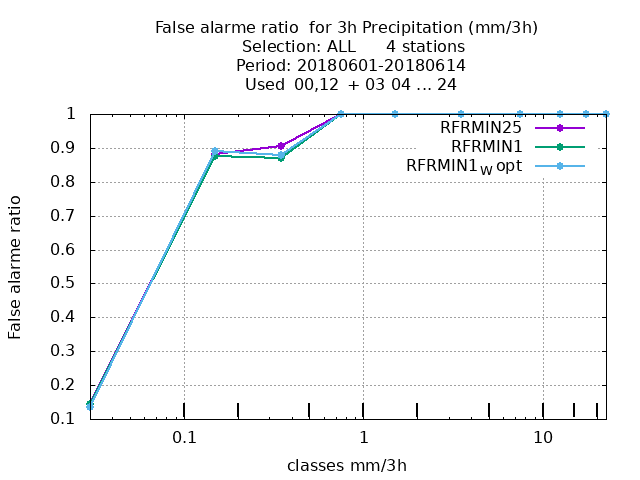 False alarme ratio  for 3h Precipitation (mm/3h)
Selection: ALL      4 stations
Period: 20180601-20180614
Used  00,12  + 03 04 ... 24
1
0.9
0.8
0.7
0.6
0.5
0.4
0.3
0.2
0.1
False alarme ratio
RFRMIN25
RFRMIN1
RFRMIN1W opt
0.1
1
10
classes mm/3h